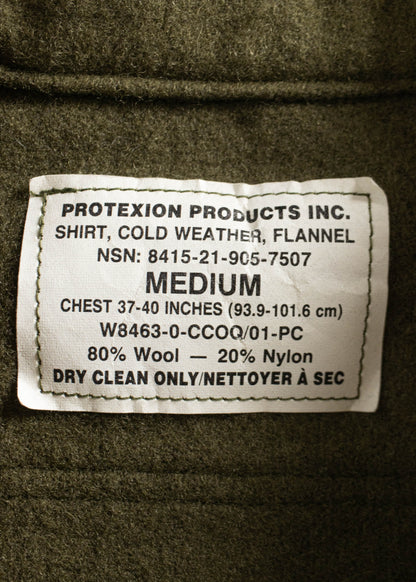 PROTEXION PRODUCTS INC.
SHIRT, COLD WEATHER, FLANNEL
NSN: 8415-21-905-7507
MEDIUM
CHEST 37-40 INCHES (93.9-101.6 cm)
W8463-0-CCOQ/01-PC
80% Wool — 20% Nylon
DRY CLEAN ONLY/NETTOYER À SEC